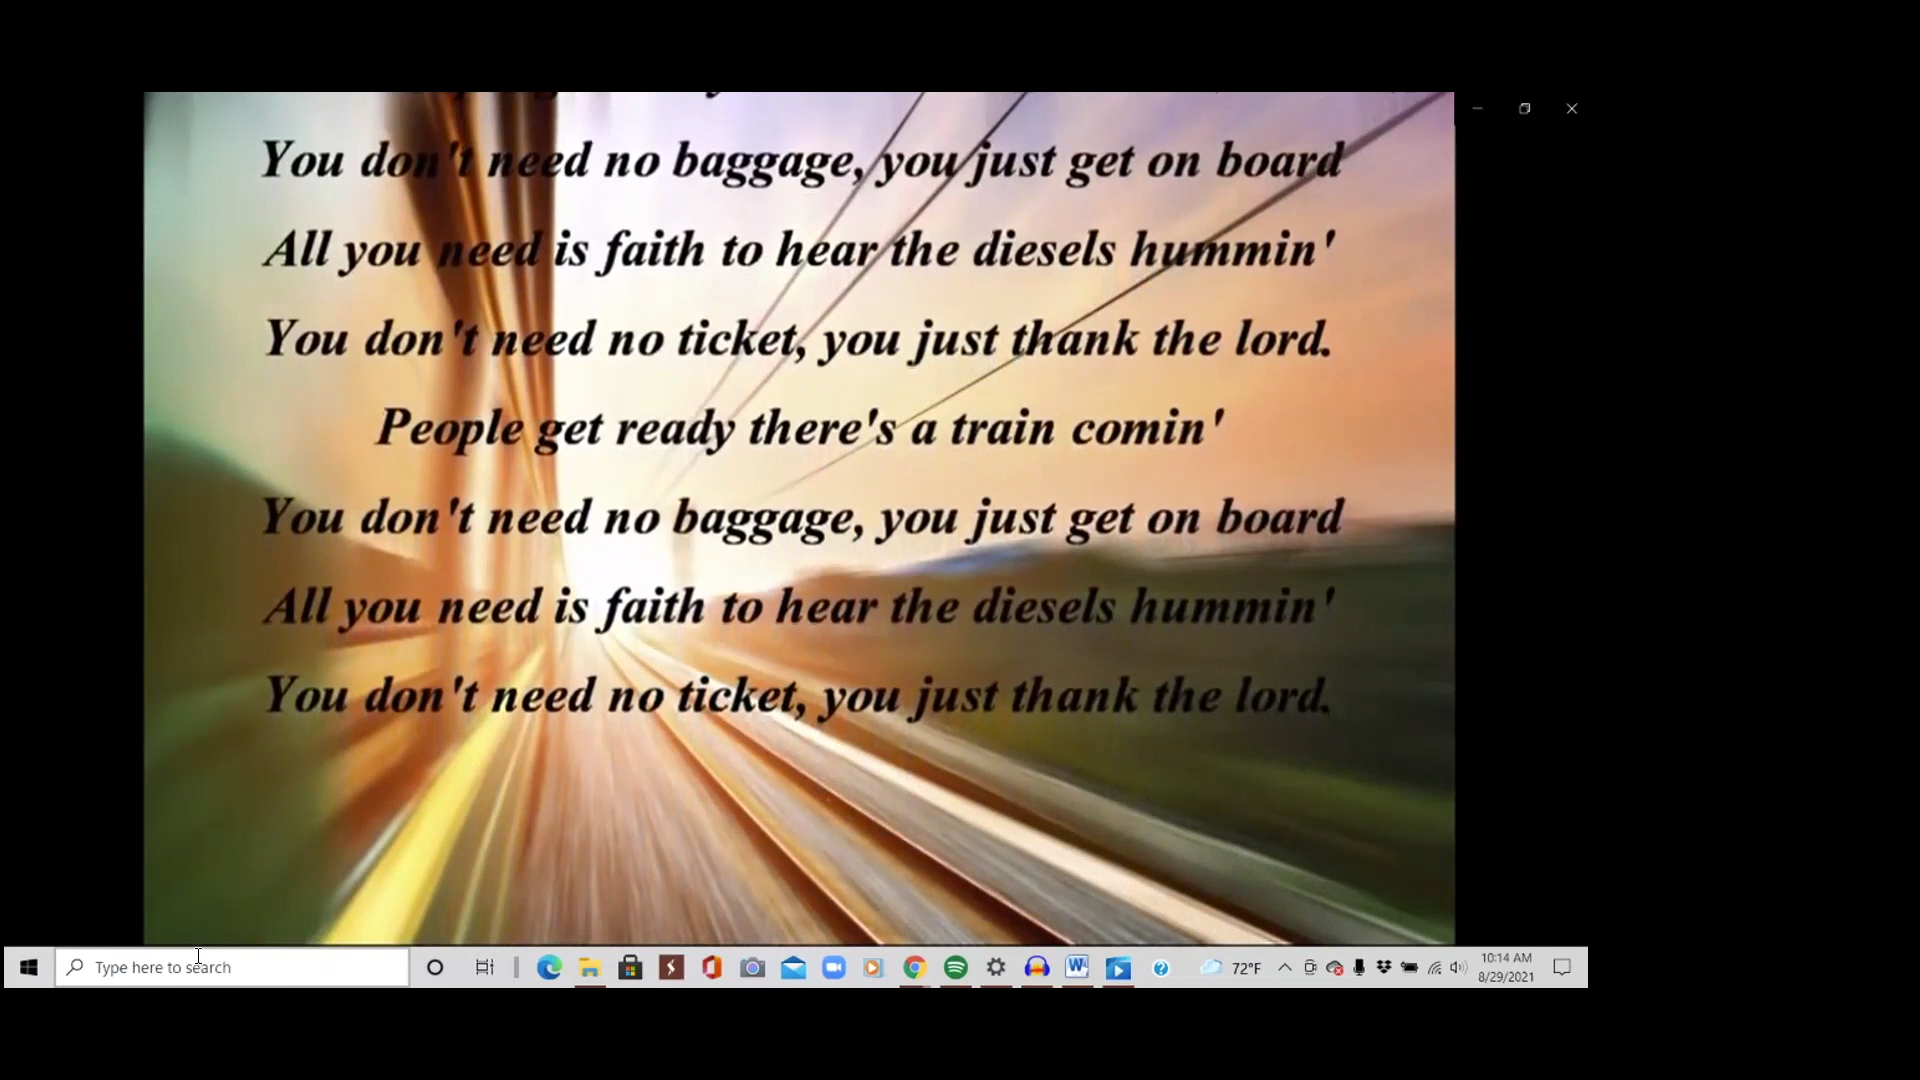 You don't need no baggage, you just get on board
All you need is faith to hear the diesels hummin'
You don't need no ticket, you just thank the lord.
People get ready there's a train comin'
You don't need no baggage, you just get on board
All you need is faith to hear the diesels hummin'
You don't need no ticket, you just thank the lord.
Type here to search
72°F
10:14 AM
8/29/2021